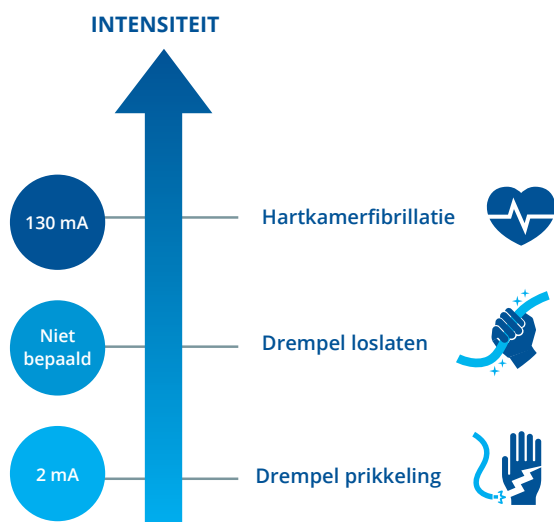 INTENSITEIT
130 mA
Hartkamerfibrillatie
Niet
bepaald
Drempel loslaten
2 mA
Drempel prikkeling